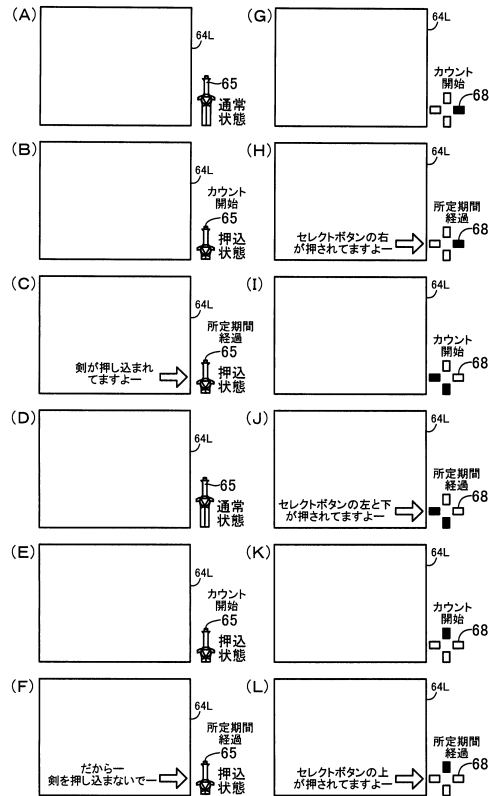 (A)
64L
65
通常
状態
(B)
64L
カウント
開始
65
押込
状態
(C)
64L
所定期間
経過
65
押込
状態
剣が押し込まれ
てますよー
(D)
64L
65
通常
状態
(E)
64L
カウント
開始
65
押込
状態
(F)
64L
所定期間
経過
65
押込
状態
だからー
剣を押し込まないでー
(G)
64L
カウント
開始
68
(H)
64L
所定期間
経過
68
セレクトボタンの右
が押されてますよー
(I)
64L
カウント
開始
68
(J)
64L
所定期間
経過
68
セレクトボタンの左と下
が押されてますよー
(K)
64L
カウント
開始
68
(L)
64L
所定期間
経過
68
セレクトボタンの上
が押されてますよー